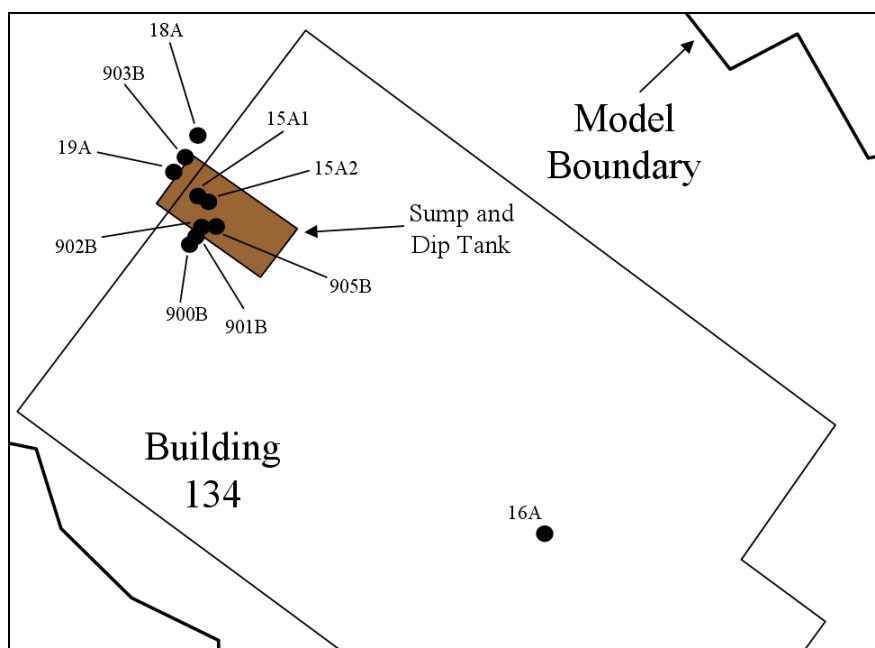 18A
903B
15A1
19A
15A2
Model
Boundary
Sump and
Dip Tank
902B
905B
900B
901B
Building
134
16A